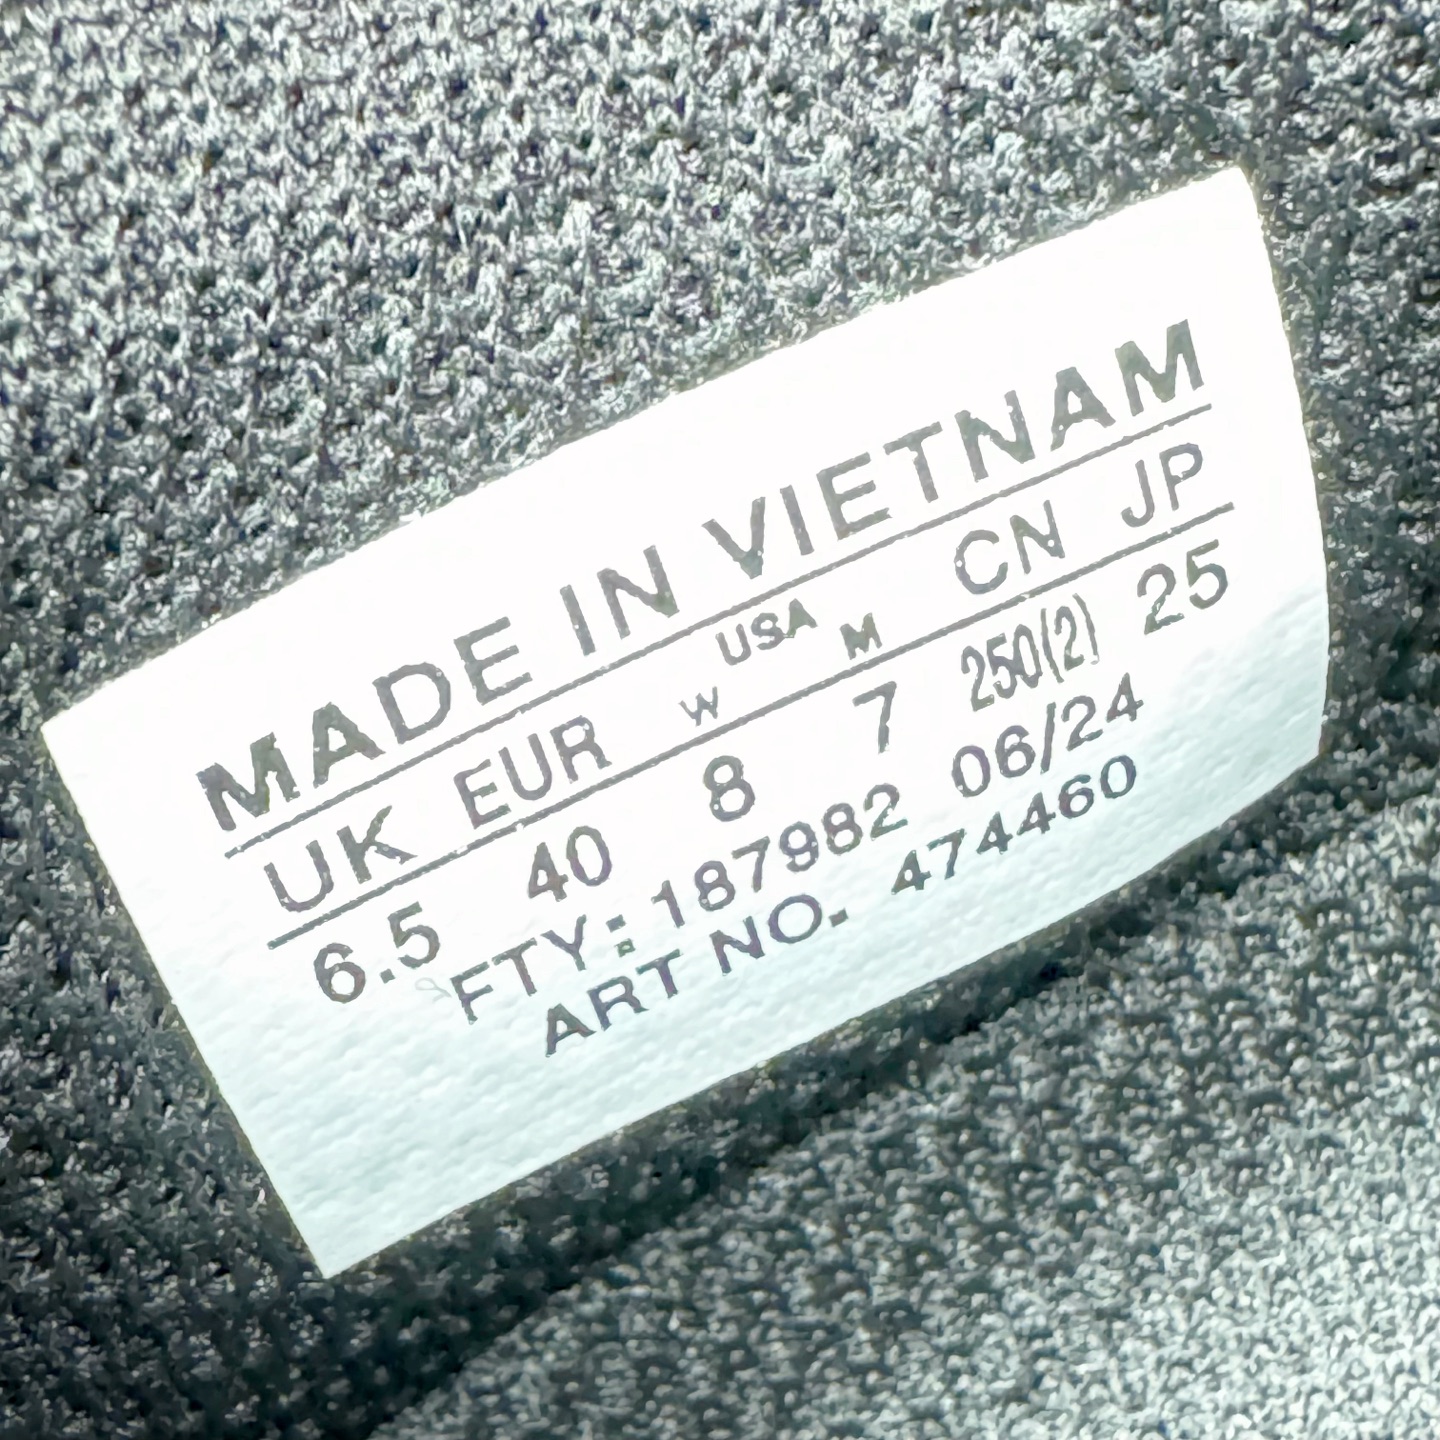 MADE IN VIETNAM
UK EUR W USA M CN JP
6.5 40 8 7 250(2) 25
FTY: 187982 06/24
ART NO. 474460